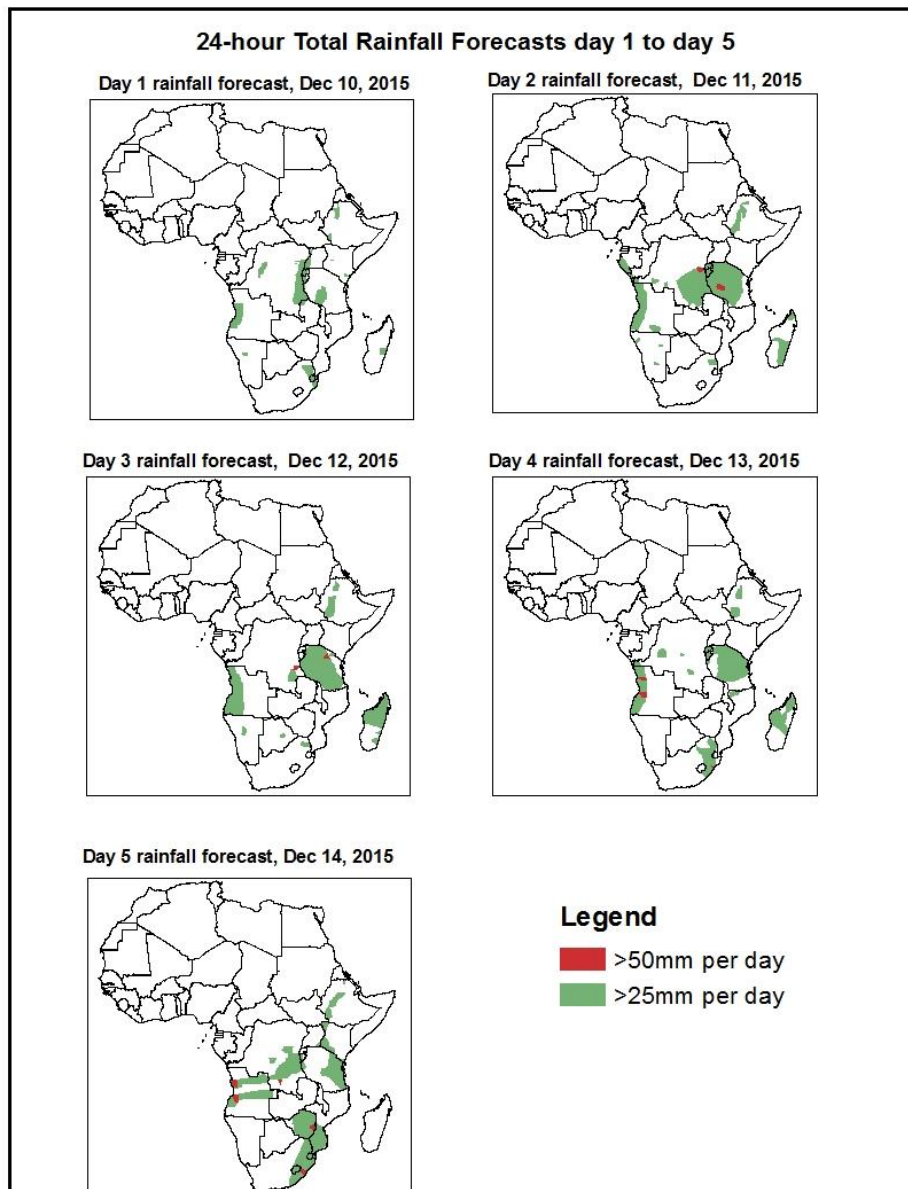 24-hour Total Rainfall Forecasts day 1 to day 5
Day 1 rainfall forecast, Dec 10, 2015
Day 2 rainfall forecast, Dec 11, 2015
Day 3 rainfall forecast, Dec 12, 2015
Day 4 rainfall forecast, Dec 13, 2015
Day 5 rainfall forecast, Dec 14, 2015
Legend
>50mm per day
>25mm per day